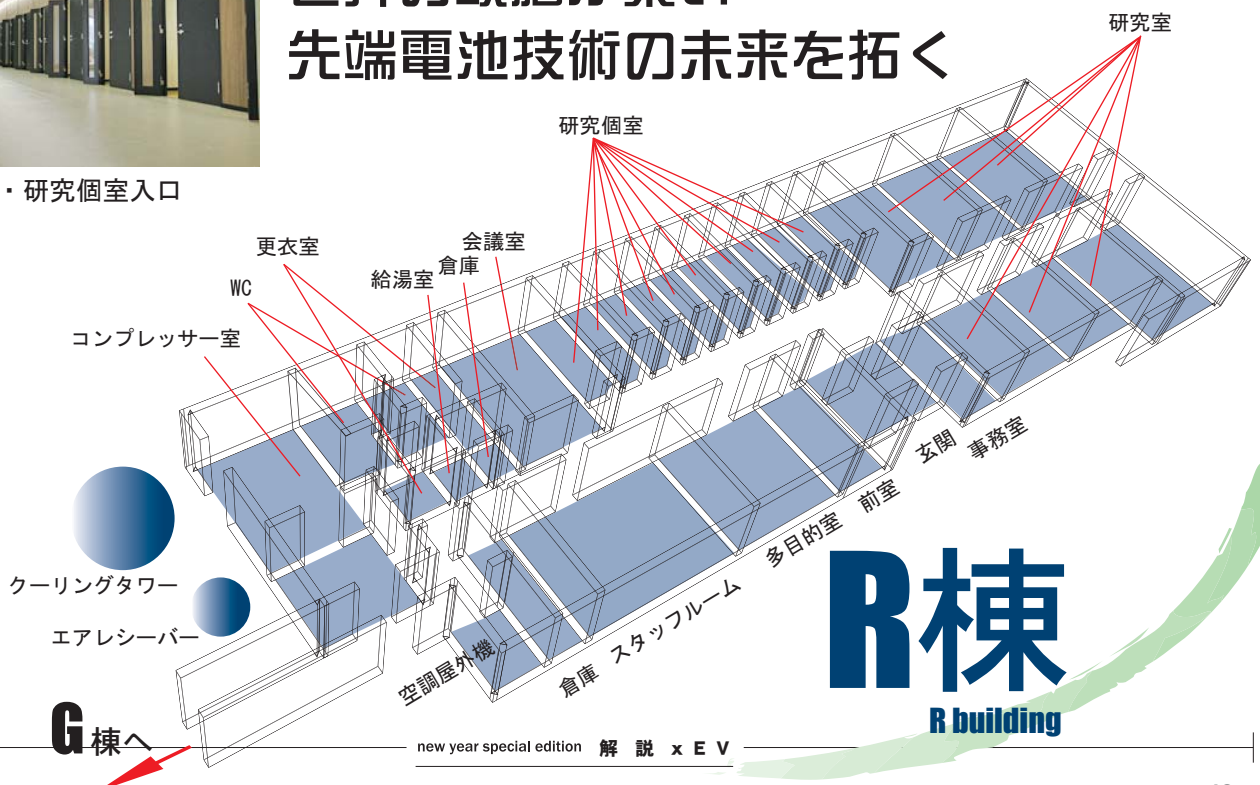 先端電池技術の未来を拓く
・研究個室入口
研究室
研究個室
会議室
倉庫
給湯室
更衣室
WC
コンプレッサー室
クーリングタワー
エアレシーバー
空調屋外機
倉庫
スタッフルーム
多目的室
前室
玄関
事務室
R棟
R building
G棟へ
new year special edition 解説 x EV